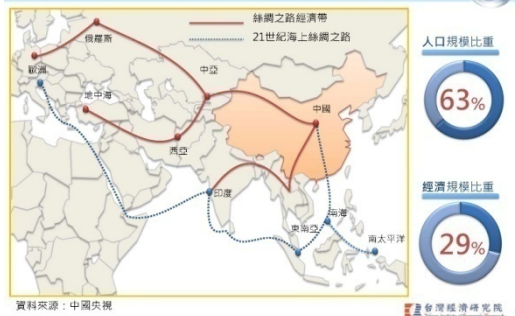 絲綢之路經濟帶
21世紀海上絲綢之路
俄羅斯
歐洲
中亞
地中海
中國
西亞
印度
南海
東南亞
南太平洋
人口規模比重
63%
經濟規模比重
29%
資料來源：中國央視
台灣經濟研究院